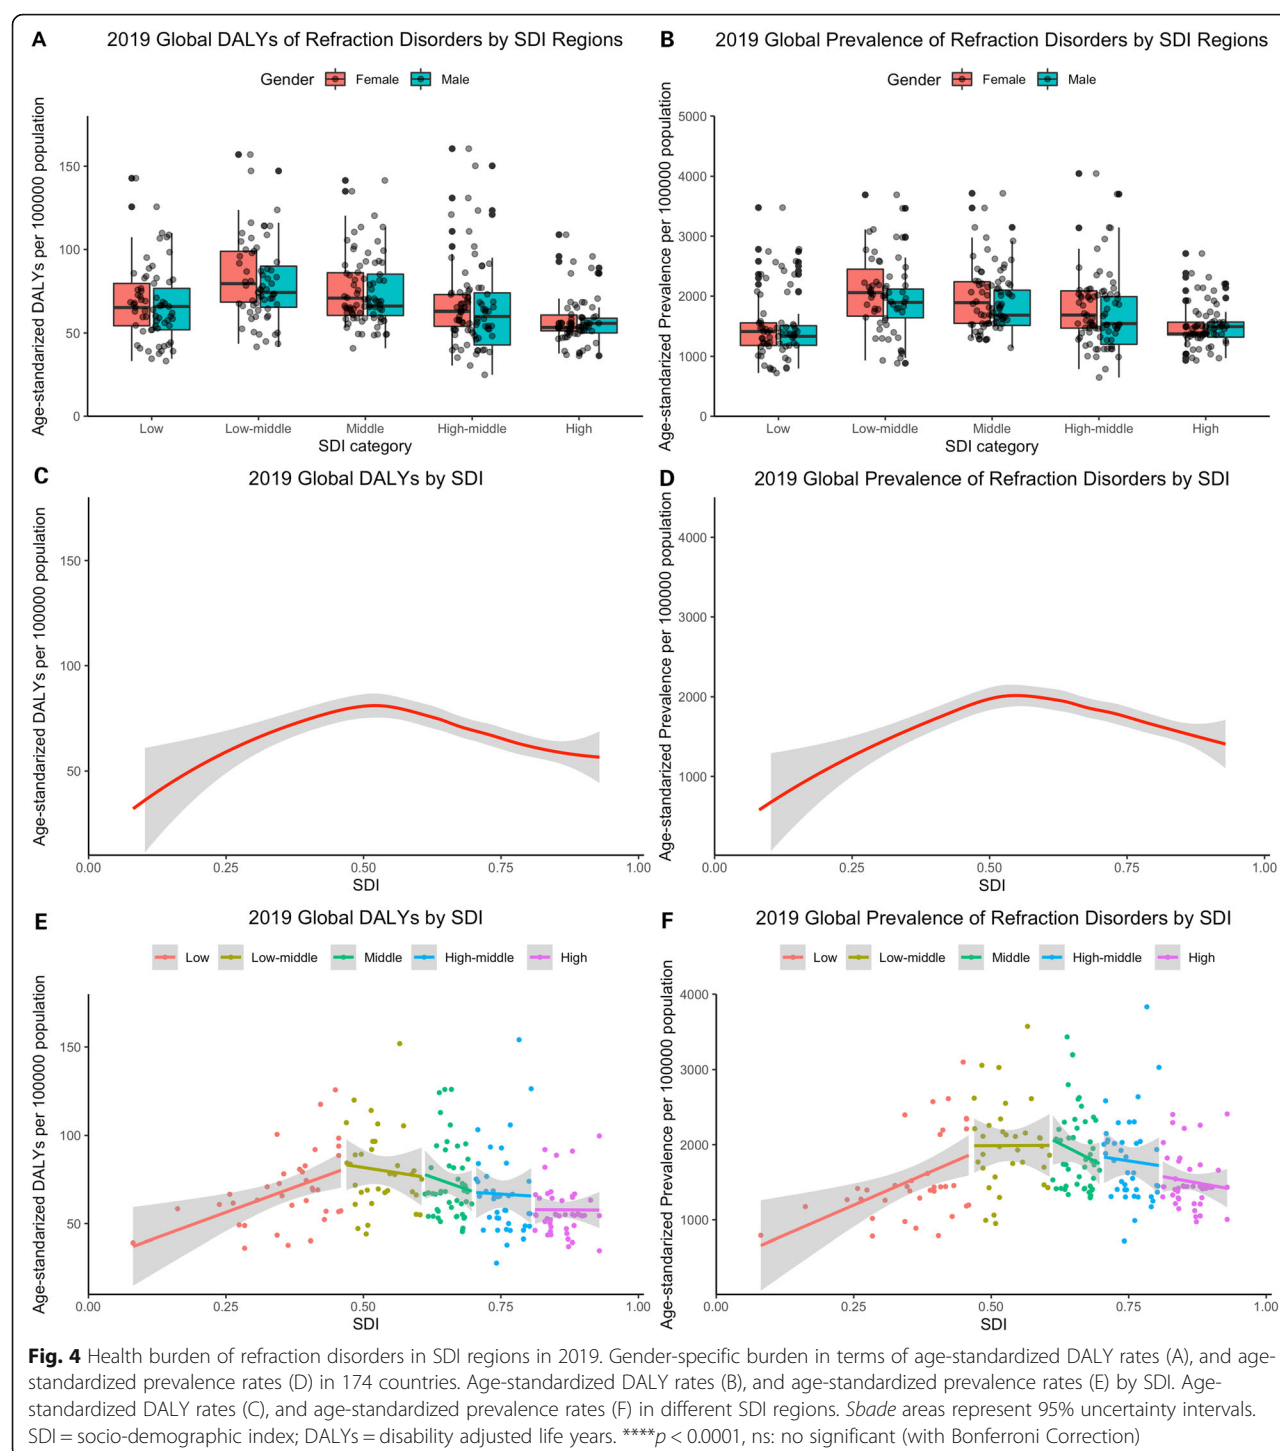 A
2019 Global DALYs of Refraction Disorders by SDI Regions
Gender Female Male
Age-standarized DALYs per 100000 population
150
100
50
0
Low Low-middle Middle High-middle High
SDI category
B
2019 Global Prevalence of Refraction Disorders by SDI Regions
Gender Female Male
Age-standarized Prevalence per 100000 population
5000
4000
3000
2000
1000
0
Low Low-middle Middle High-middle High
SDI category
C
2019 Global DALYs by SDI
Age-standarized DALYs per 100000 population
150
100
50
0.00 0.25 0.50 0.75 1.00
SDI
D
2019 Global Prevalence of Refraction Disorders by SDI
Age-standarized Prevalence per 100000 population
4000
3000
2000
1000
0.00 0.25 0.50 0.75 1.00
SDI
E
2019 Global DALYs by SDI
Low Low-middle Middle High-middle High
Age-standarized DALYs per 100000 population
150
100
50
0.00 0.25 0.50 0.75 1.00
SDI
F
2019 Global Prevalence of Refraction Disorders by SDI
Low Low-middle Middle High-middle High
Age-standarized Prevalence per 100000 population
4000
3000
2000
1000
0.00 0.25 0.50 0.75 1.00
SDI
Fig. 4 Health burden of refraction disorders in SDI regions in 2019. Gender-specific burden in terms of age-standardized DALY rates (A), and age-
standardized prevalence rates (D) in 174 countries. Age-standardized DALY rates (B), and age-standardized prevalence rates (E) by SDI. Age-
standardized DALY rates (C), and age-standardized prevalence rates (F) in different SDI regions. Sbade areas represent 95% uncertainty intervals.
SDI = socio-demographic index; DALYs = disability adjusted life years. ****p < 0.0001, ns: no significant (with Bonferroni Correction)